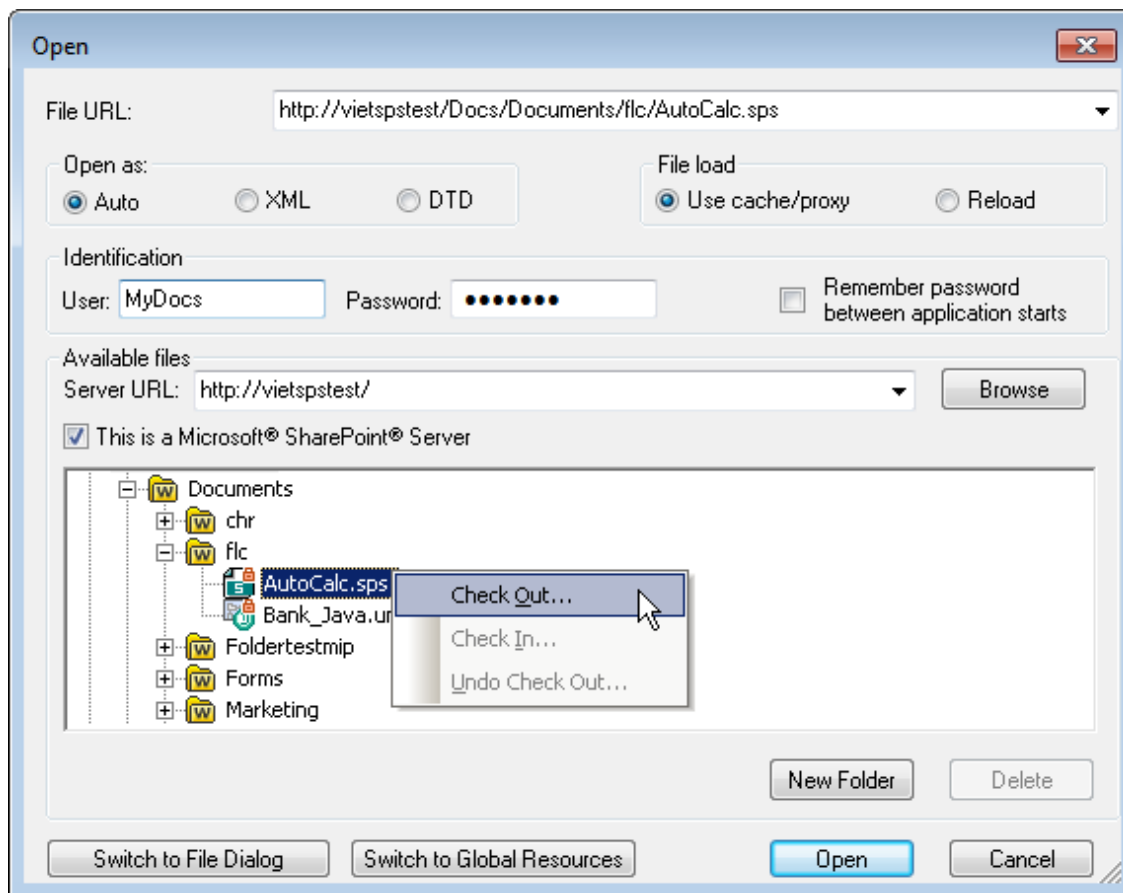 Open
File URL: http://vietspstest/Docs/Documents/flc/AutoCalc.sps
Open as: File load
Auto XML DTD Use cache/proxy Reload
Identification
User: MyDocs Password: ●●●●●●● Remember password
between application starts
Available files
Server URL: http://vietspstest/ Browse
This is a Microsoft® SharePoint® Server
Documents
chr
flc
AutoCalc.sps Check Out...
Bank_Java.ur Check In...
Foldertestmip
Forms Undo Check Out...
Marketing
New Folder Delete
Switch to File Dialog Switch to Global Resources Open Cancel